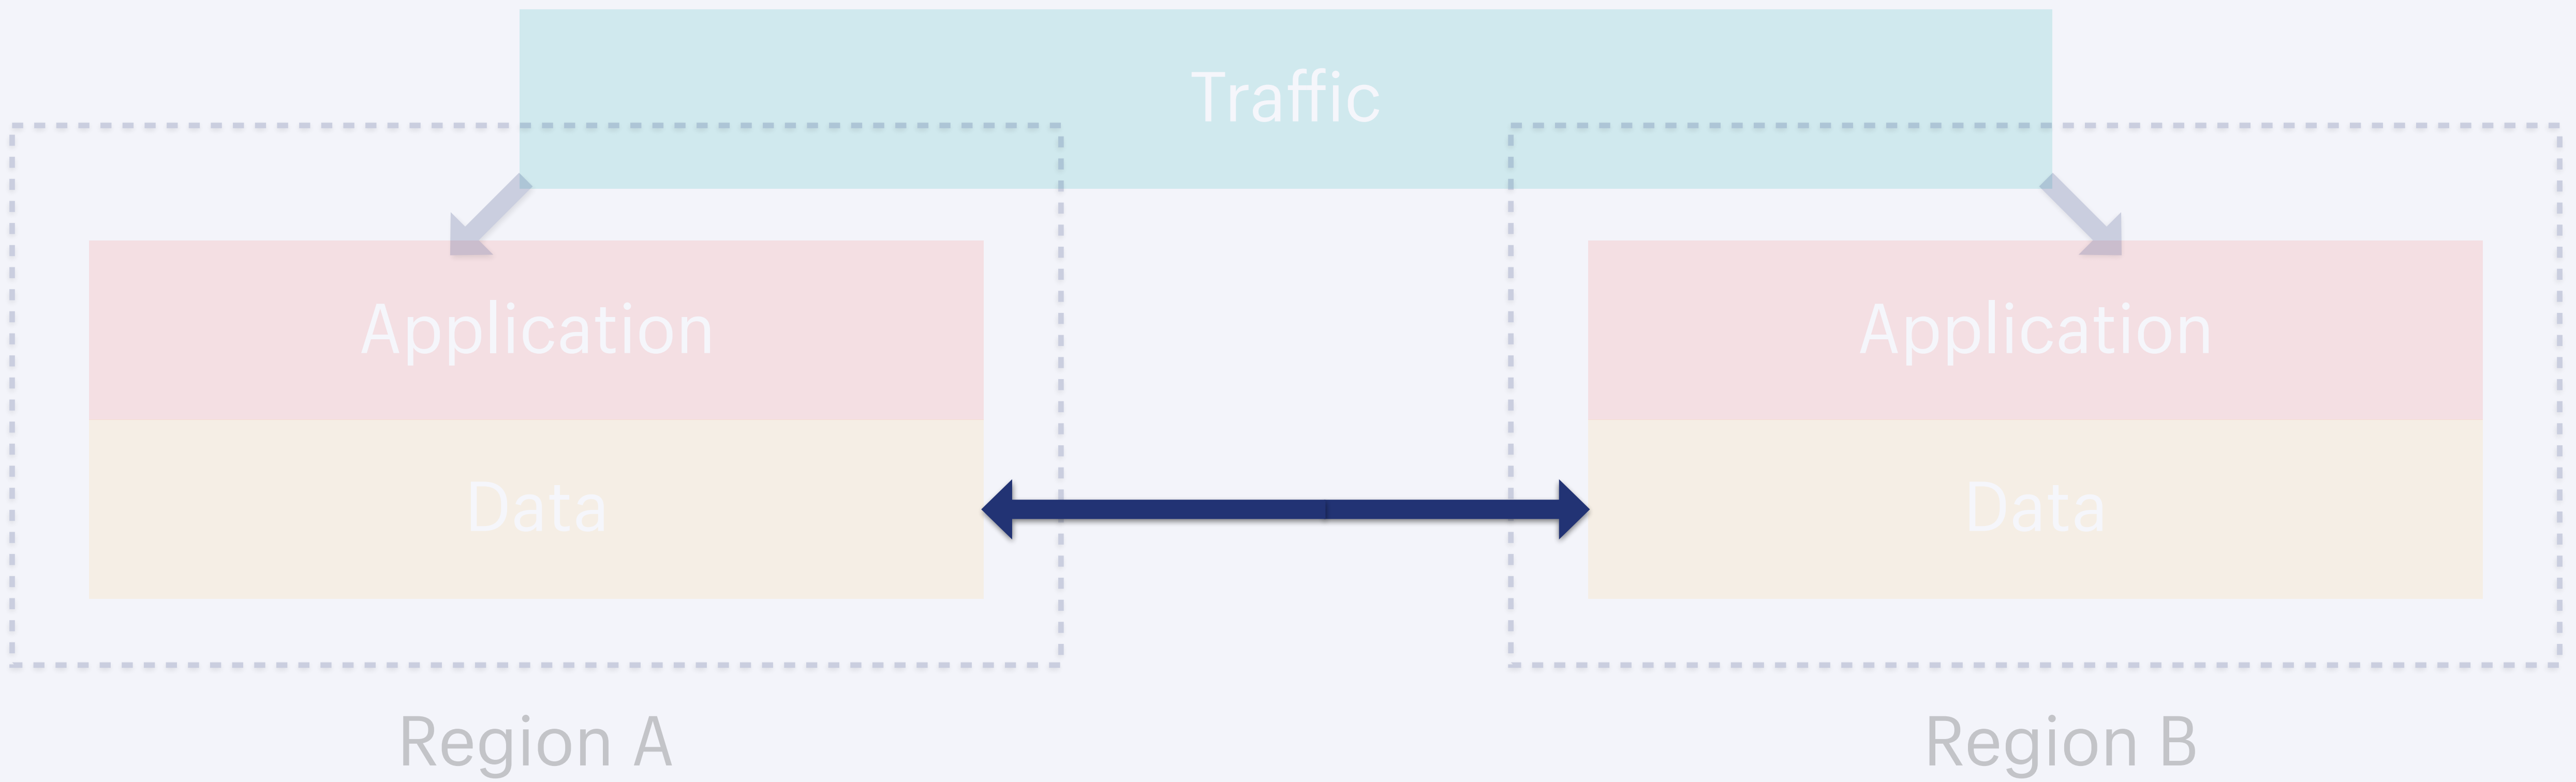 Traffic
Application
Application
Data
Data
Region A
Region B